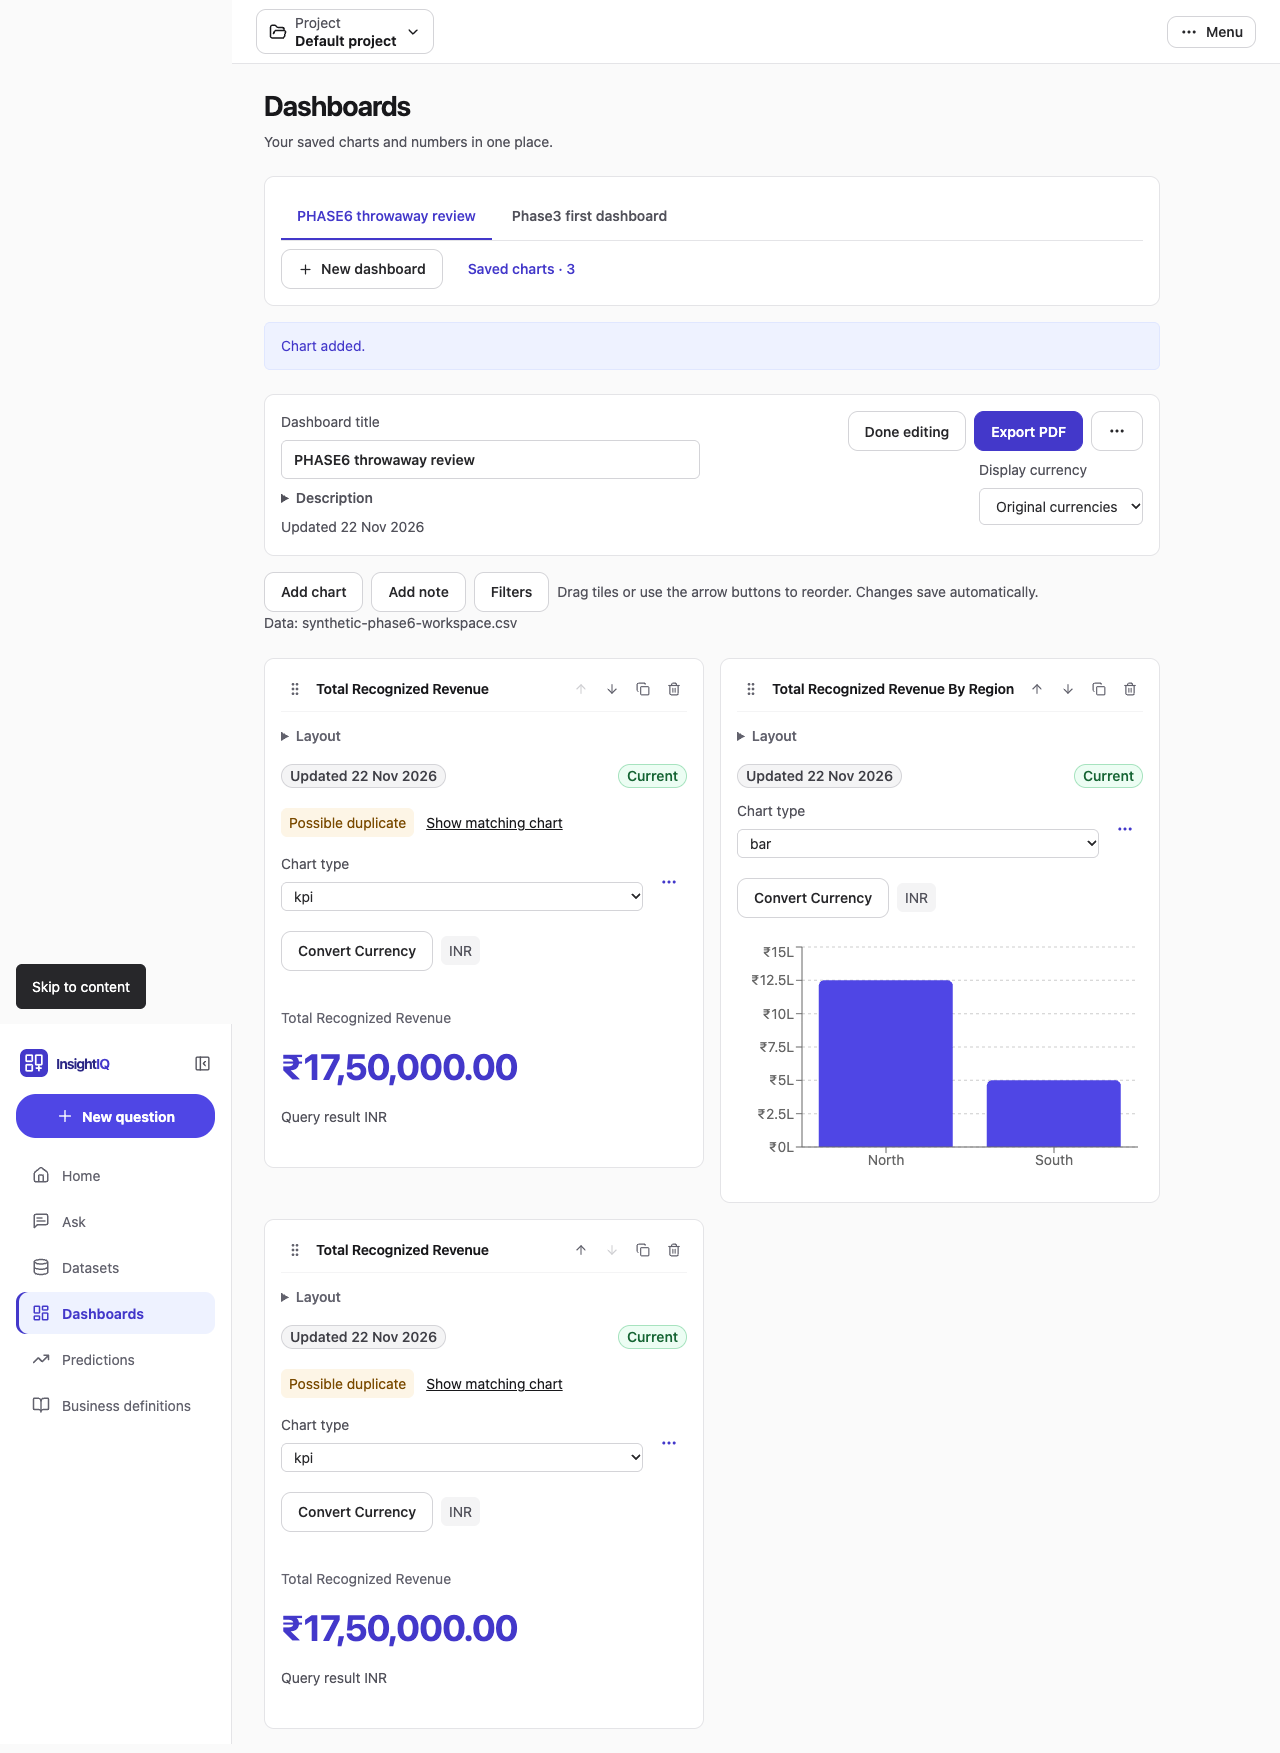 Project
Default project
Menu
Dashboards
Your saved charts and numbers in one place.
PHASE6 throwaway review
Phase3 first dashboard
New dashboard
Saved charts · 3
Chart added.
Dashboard title
Done editing
Export PDF
PHASE6 throwaway review
Display currency
Description
Original currencies
Updated 22 Nov 2026
Add chart
Add note
Filters
Drag tiles or use the arrow buttons to reorder. Changes save automatically.
Data: synthetic-phase6-workspace.csv
Total Recognized Revenue
Layout
Updated 22 Nov 2026
Current
Possible duplicate
Show matching chart
Chart type
kpi
Convert Currency
INR
Total Recognized Revenue
₹17,50,000.00
Query result INR
Total Recognized Revenue By Region
Layout
Updated 22 Nov 2026
Current
Chart type
bar
Convert Currency
INR
₹15L
₹12.5L
₹10L
₹7.5L
₹5L
₹2.5L
₹0L
North
South
Total Recognized Revenue
Layout
Updated 22 Nov 2026
Current
Possible duplicate
Show matching chart
Chart type
kpi
Convert Currency
INR
Total Recognized Revenue
₹17,50,000.00
Query result INR
Skip to content
InsightIQ
New question
Home
Ask
Datasets
Dashboards
Predictions
Business definitions